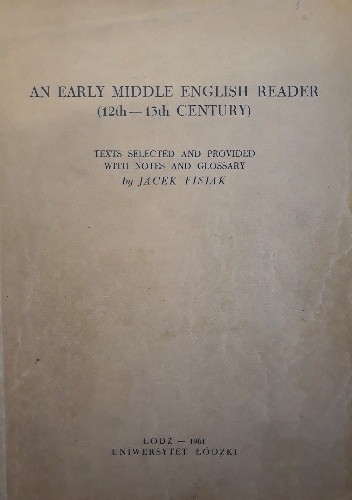 AN EARLY MIDDLE ENGLISH READER
(12th — 13th CENTURY)
TEXTS SELECTED AND PROVIDED
WITH NOTES AND GLOSSARY
by JACEK FISIAK
ŁÓDŹ — 1961
UNIWERSYTET ŁÓDZKI